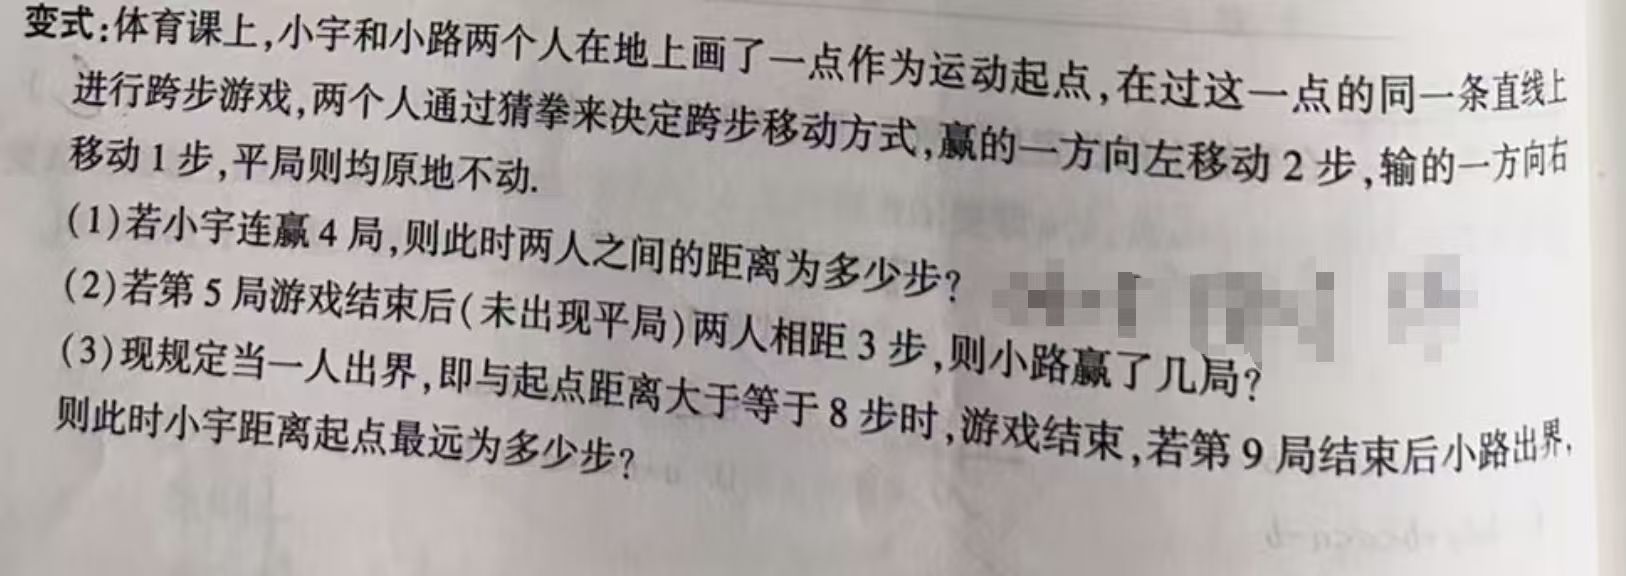 变式:体育课上,小宇和小路两个人在地上画了一点作为运动起点,在过这一点的同一条直线上
进行跨步游戏,两个人通过猜拳来决定跨步移动方式,赢的一方向左移动2步,输的一方向右
移动1步,平局则均原地不动.
(1)若小宇连赢4局,则此时两人之间的距离为多少步?
(2)若第5局游戏结束后(未出现平局)两人相距3步,则小路赢了几局?
(3)现规定当一人出界,即与起点距离大于等于8步时,游戏结束,若第9局结束后小路出界,
则此时小宇距离起点最远为多少步?